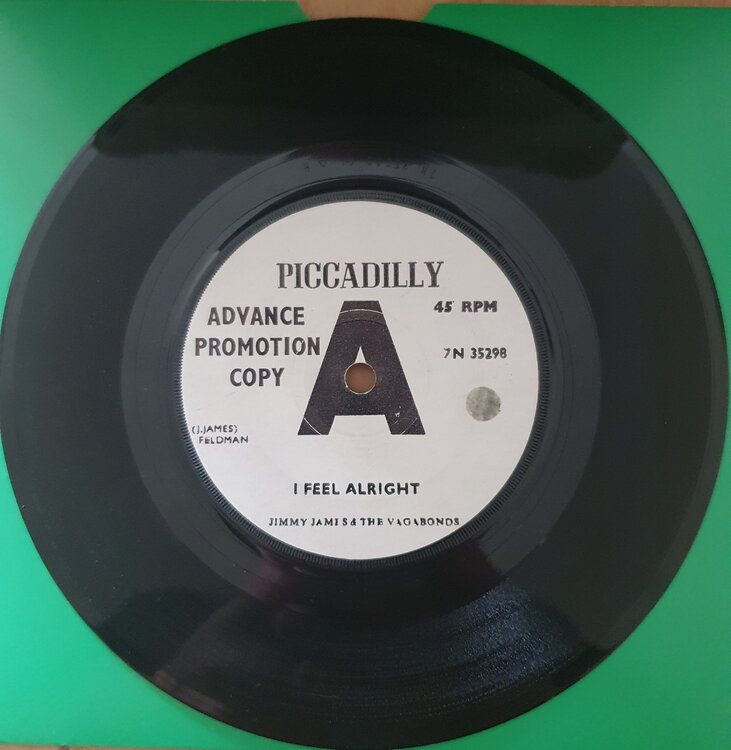 PICCADILLY
ADVANCE
PROMOTION
COPY
A
45 RPM
7N 35298
(J.JAMES)
FELDMAN
I FEEL ALRIGHT
JIMMY JAMES & THE VAGABONDS